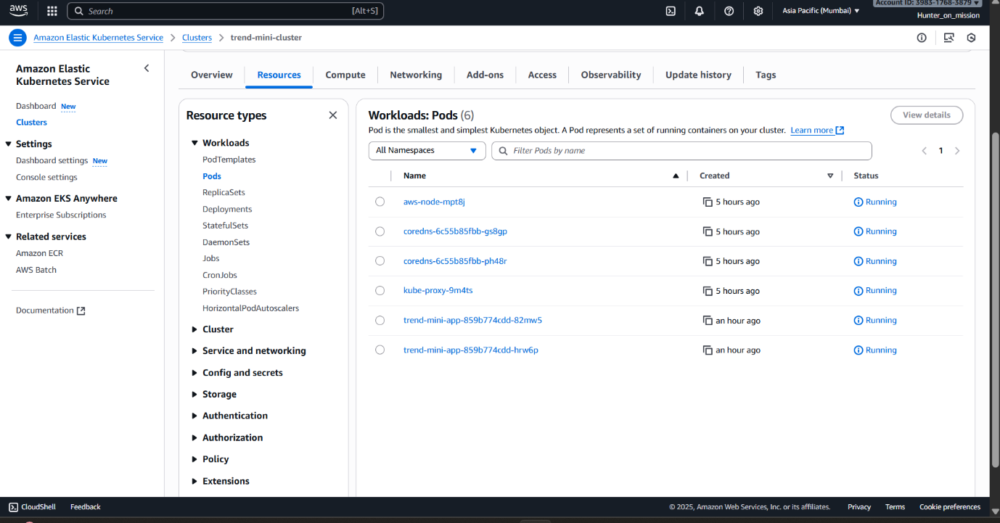 aws
Search [Alt+S]
Asia Pacific (Mumbai)
Account ID: 3983-1768-3879
Hunter_on_mission
Amazon Elastic Kubernetes Service > Clusters > trend-mini-cluster
Amazon Elastic
Kubernetes Service
Dashboard New
Clusters
Settings
Dashboard settings New
Console settings
Amazon EKS Anywhere
Enterprise Subscriptions
Related services
Amazon ECR
AWS Batch
Documentation
Overview Resources Compute Networking Add-ons Access Observability Update history Tags
Resource types
Workloads
PodTemplates
Pods
ReplicaSets
Deployments
StatefulSets
DaemonSets
Jobs
CronJobs
PriorityClasses
HorizontalPodAutoscalers
Cluster
Service and networking
Config and secrets
Storage
Authentication
Authorization
Policy
Extensions
Workloads: Pods (6)
View details
Pod is the smallest and simplest Kubernetes object. A Pod represents a set of running containers on your cluster. Learn more
All Namespaces Filter Pods by name 1
Name Created Status
aws-node-mpt8j 5 hours ago Running
coredns-6c55b85fbb-gs8gp 5 hours ago Running
coredns-6c55b85fbb-ph48r 5 hours ago Running
kube-proxy-9m4ts 5 hours ago Running
trend-mini-app-859b774cdd-82mw5 an hour ago Running
trend-mini-app-859b774cdd-hrw6p an hour ago Running
CloudShell Feedback © 2025, Amazon Web Services, Inc. or its affiliates. Privacy Terms Cookie preferences